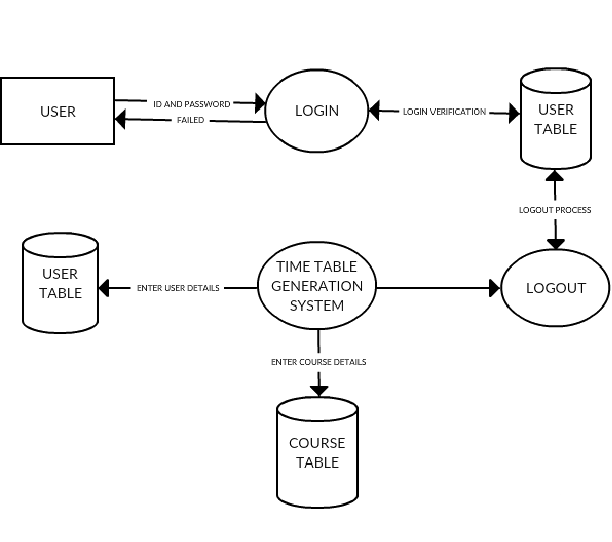 USER
ID AND PASSWORD
FAILED
LOGIN
LOGIN VERIFICATION
USER
TABLE
LOGOUT PROCESS
USER
TABLE
ENTER USER DETAILS
TIME TABLE
GENERATION
SYSTEM
LOGOUT
ENTER COURSE DETAILS
COURSE
TABLE